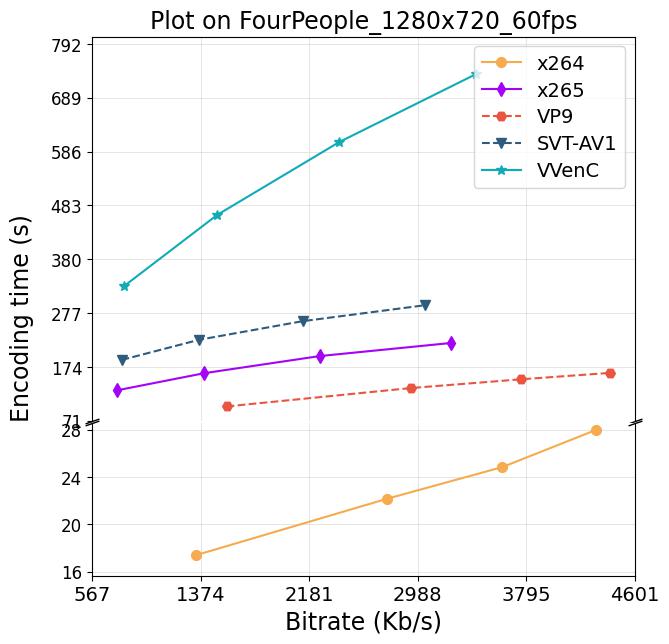 Plot on FourPeople_1280x720_60fps
Encoding time (s)
792
689
586
483
380
277
174
71
28
24
20
16
x264
x265
VP9
SVT-AV1
VVenC
567 1374 2181 2988 3795 4601
Bitrate (Kb/s)